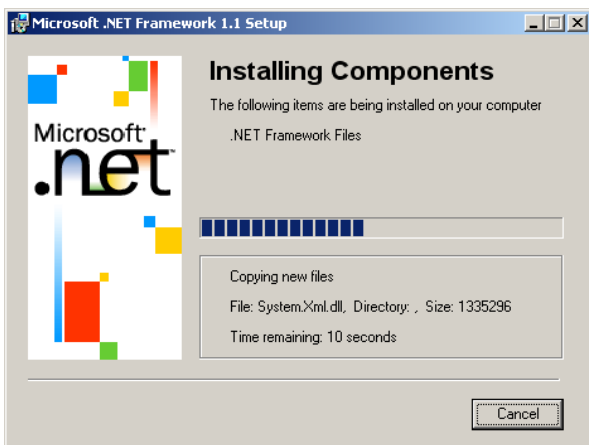 Microsoft .NET Framework 1.1 Setup
Installing Components
The following items are being installed on your computer
.NET Framework Files
Microsoft
.net
Copying new files
File: System.Xml.dll, Directory: , Size: 1335296
Time remaining: 10 seconds
Cancel